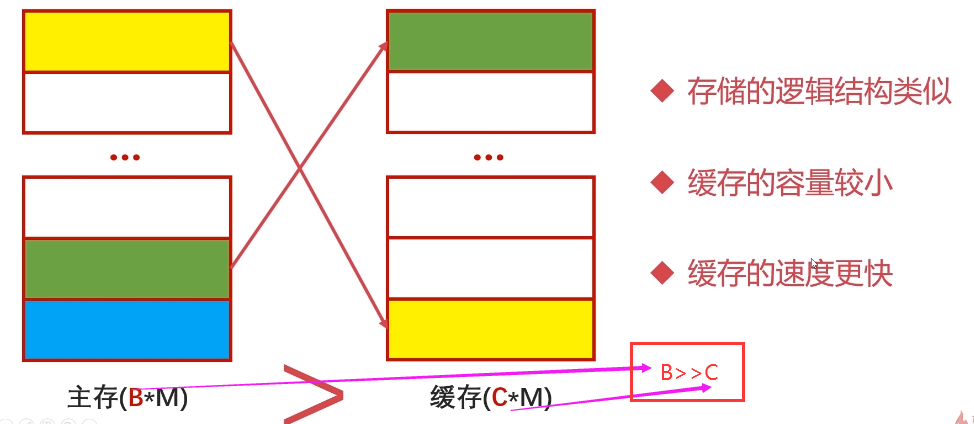 ...
...
◆ 存储的逻辑结构类似
◆ 缓存的容量较小
◆ 缓存的速度更快
主存(B*M) > 缓存(C*M)
B>>C